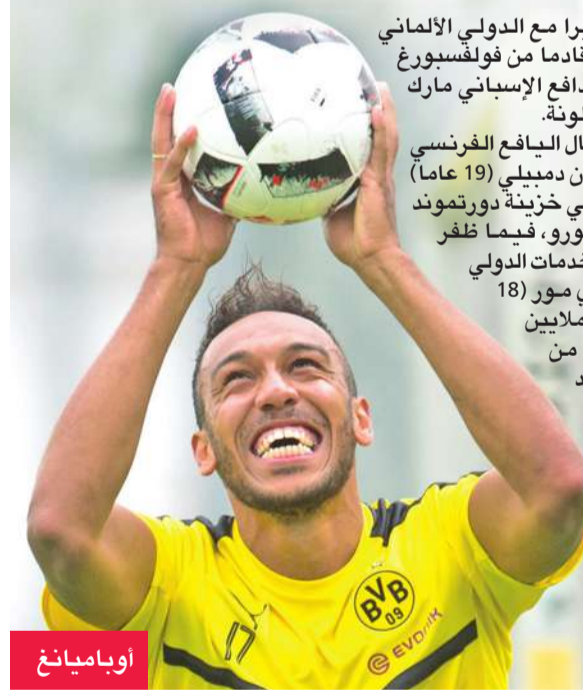 يرا مع الدولي الألماني
قادما من فولفسبورغ
دافع الإسباني مارك
لونة.
ال اليافع الفرنسي
ن دمبيلي (19 عاما)
ي خزينة دورتموند
ورو، فيما ظفر
خدمات الدولي
ي مور (18
ملايين
من
د
BVB
09
EVONIK
17
أوباميانغ